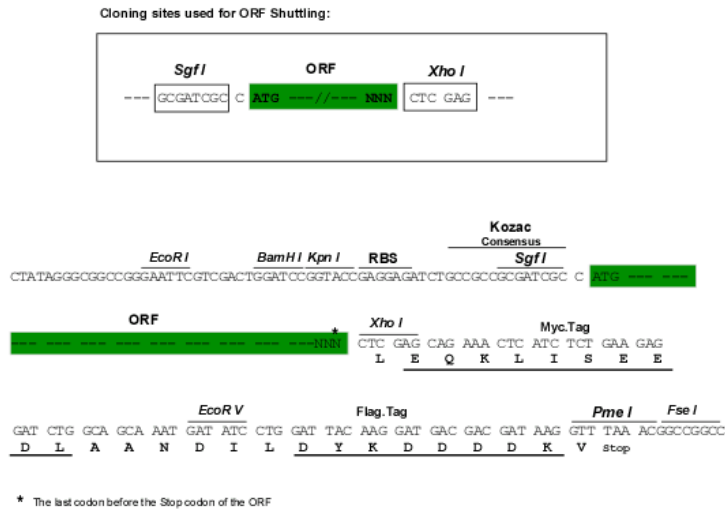 Cloning sites used for ORF Shuttling:
Sgf I ORF Xho I
--- GCGATCGC C ATG ---//--- NNN CTC GAG ---
Kozac
Consensus
EcoR I BamH I Kpn I RBS Sgf I
CTATAGGGCGGCCGGGAATTCGTCGACTGGATCCGGTACCGAGGAGATCTGCCGCCGCGATCGC C ATG --- ---
ORF
*
Xho I Myc.Tag
--- --- --- --- --- --- --- --- --- --- ---NNN CTC GAG CAG AAA CTC ATC TCT GAA GAG
L E Q K L I S E E
EcoR V Flag.Tag Pme I Fse I
GAT CTG GCA GCA AAT GAT ATC CTG GAT TAC AAG GAT GAC GAC GAT AAG GTT TAA ACGGCCGGCC
D L A A N D I L D Y K D D D D K V Stop
* The last codon before the Stop codon of the ORF